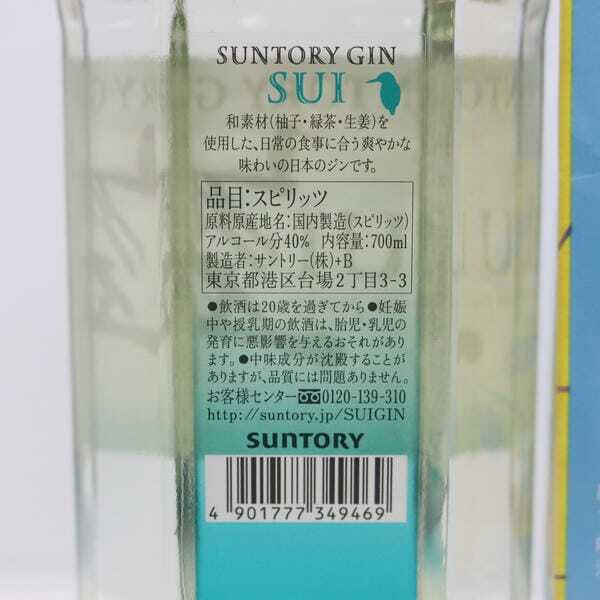 SUNTORY GIN
SUI
和素材(柚子・緑茶・生姜)を
使用した、日常の食事に合う爽やかな
味わいの日本のジンです。
品目:スピリッツ
原料原産地名:国内製造(スピリッツ)
アルコール分40% 内容量:700ml
製造者:サントリー(株)+B
東京都港区台場2丁目3-3
●飲酒は20歳を過ぎてから●妊娠
中や授乳期の飲酒は、胎児・乳児の
発育に悪影響を与えるおそれがありま
す。●中味成分が沈殿することが
ありますが、品質には問題ありません。
お客様センター 0120-139-310
http://suntory.jp/SUIGIN
SUNTORY
4 901777 349469